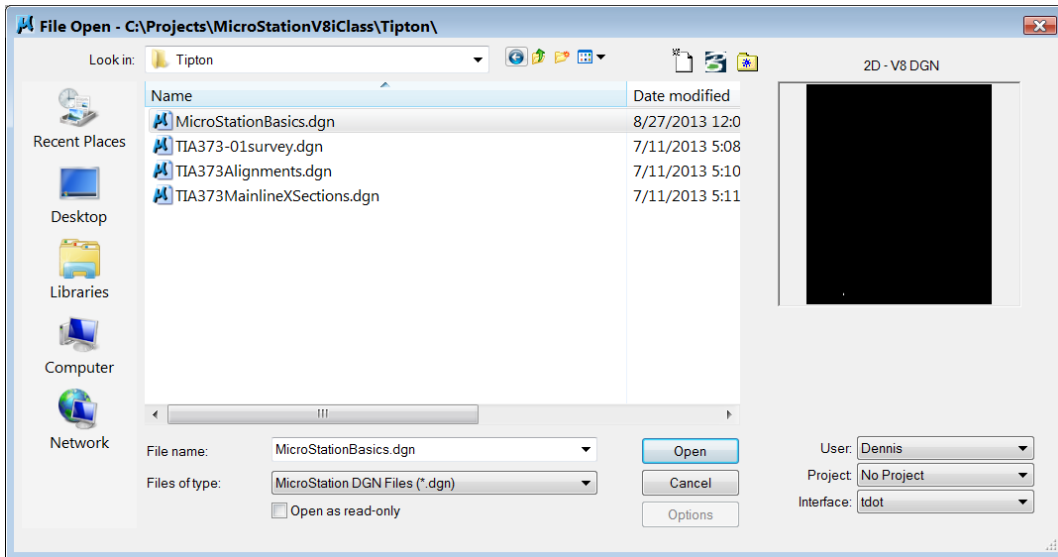 File Open - C:\Projects\MicroStationV8iClass\Tipton\
Look in: Tipton
2D - V8 DGN
Name Date modified
MicroStationBasics.dgn 8/27/2013 12:0
TIA373-01survey.dgn 7/11/2013 5:08
TIA373Alignments.dgn 7/11/2013 5:10
TIA373MainlineXSections.dgn 7/11/2013 5:11
Recent Places
Desktop
Libraries
Computer
Network
File name: MicroStationBasics.dgn Open
Files of type: MicroStation DGN Files (*.dgn) Cancel
Open as read-only Options
User: Dennis
Project: No Project
Interface: tdot